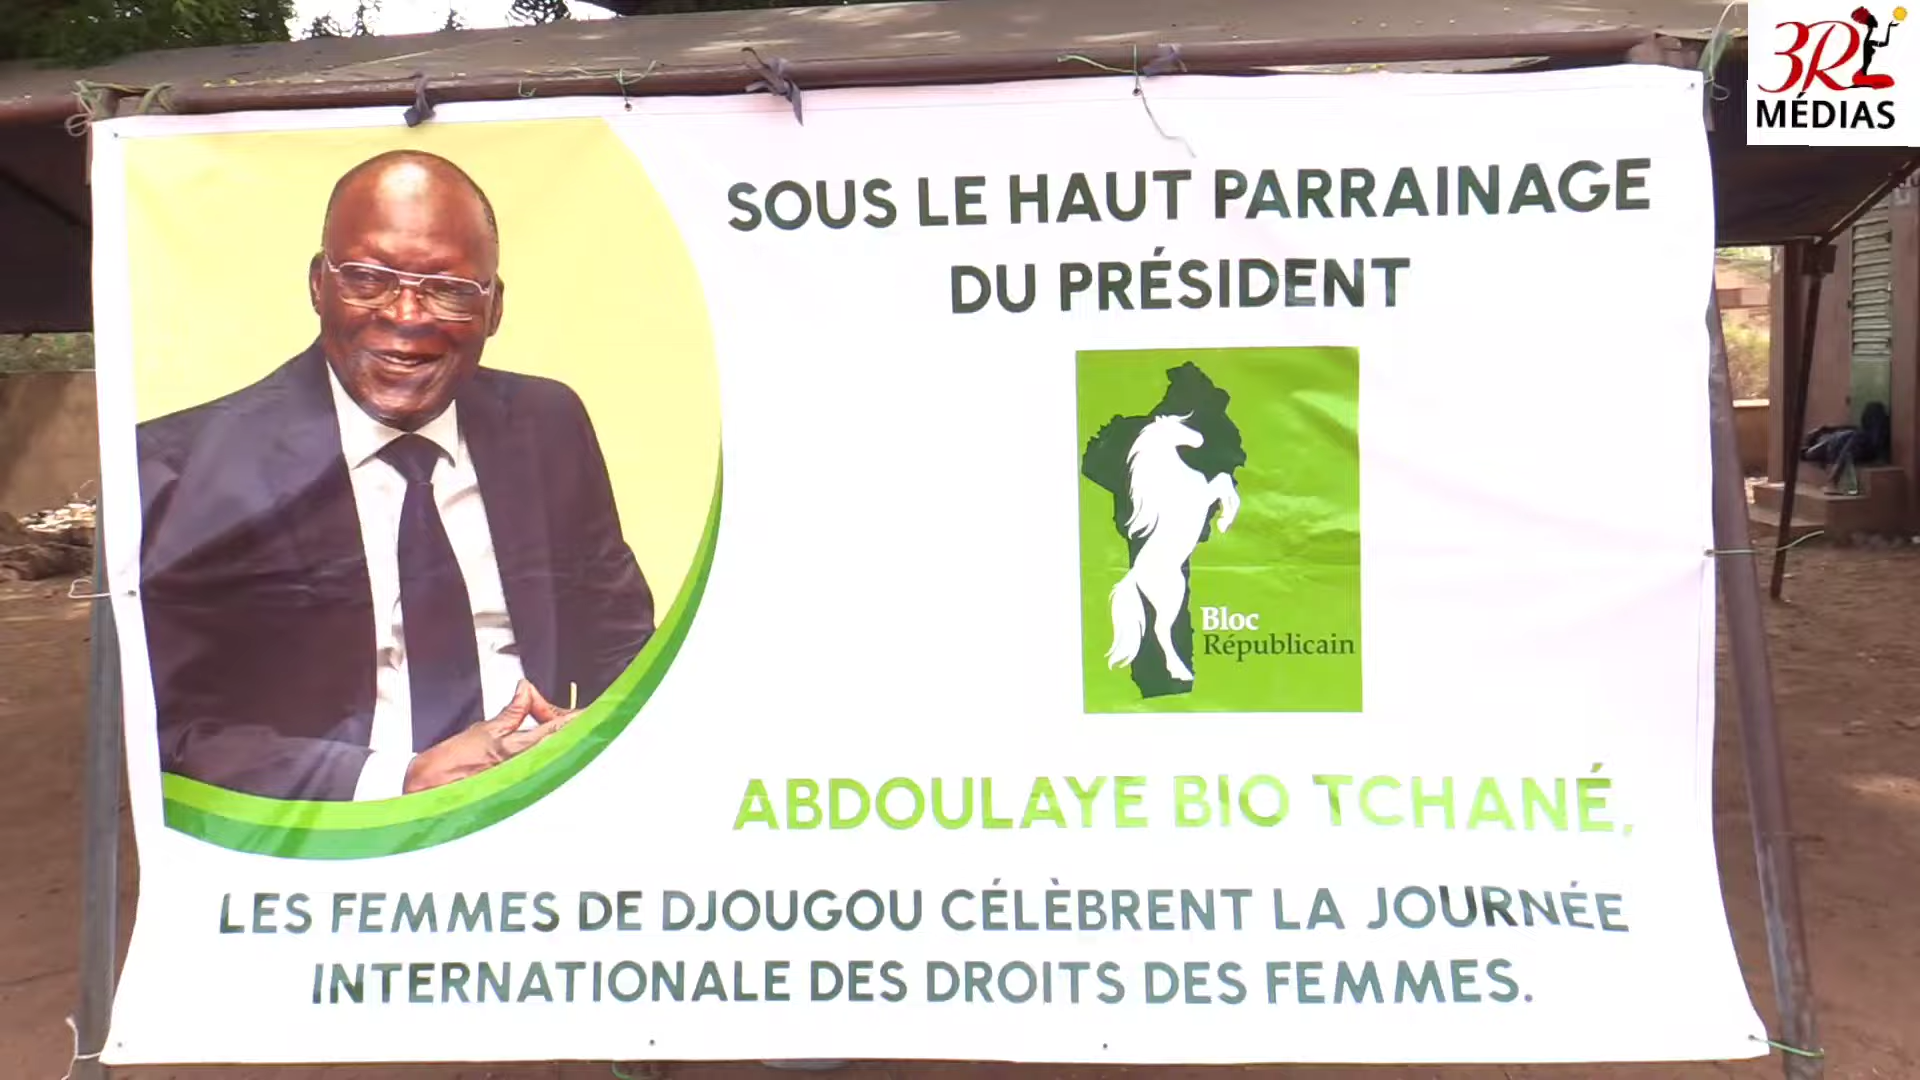 3R
MÉDIAS
SOUS LE HAUT PARRAINAGE
DU PRÉSIDENT
Bloc
Républicain
ABDOULAYE BIO TCHANÉ,
LES FEMMES DE DJOUGOU CÉLÈBRENT LA JOURNÉE
INTERNATIONALE DES DROITS DES FEMMES.